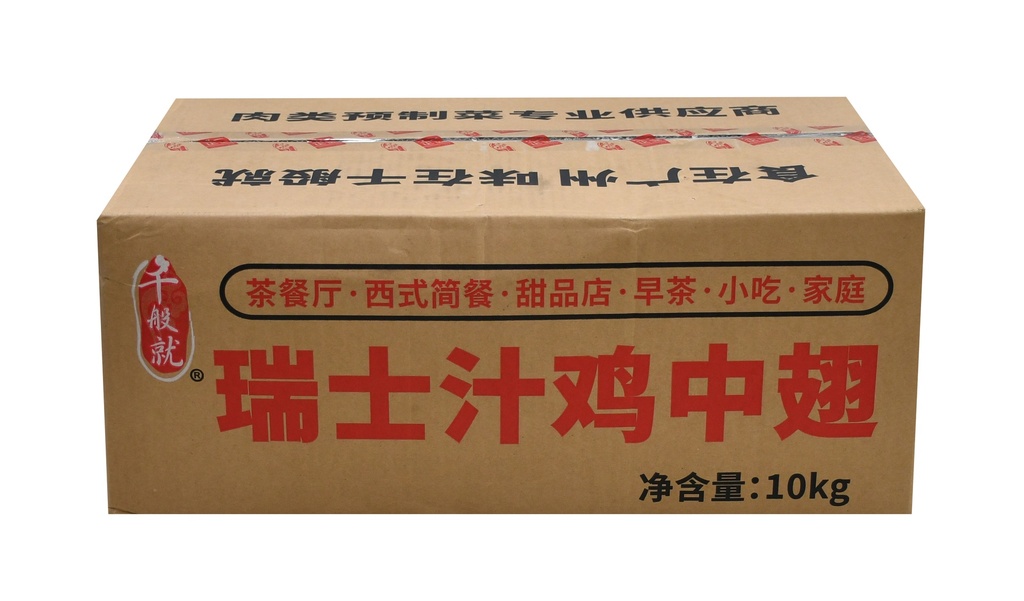 肉类预制菜专业供应商
食在广州 味在千般就
千般就
®
茶餐厅·西式简餐·甜品店·早茶·小吃·家庭
瑞士汁鸡中翅
净含量:10kg